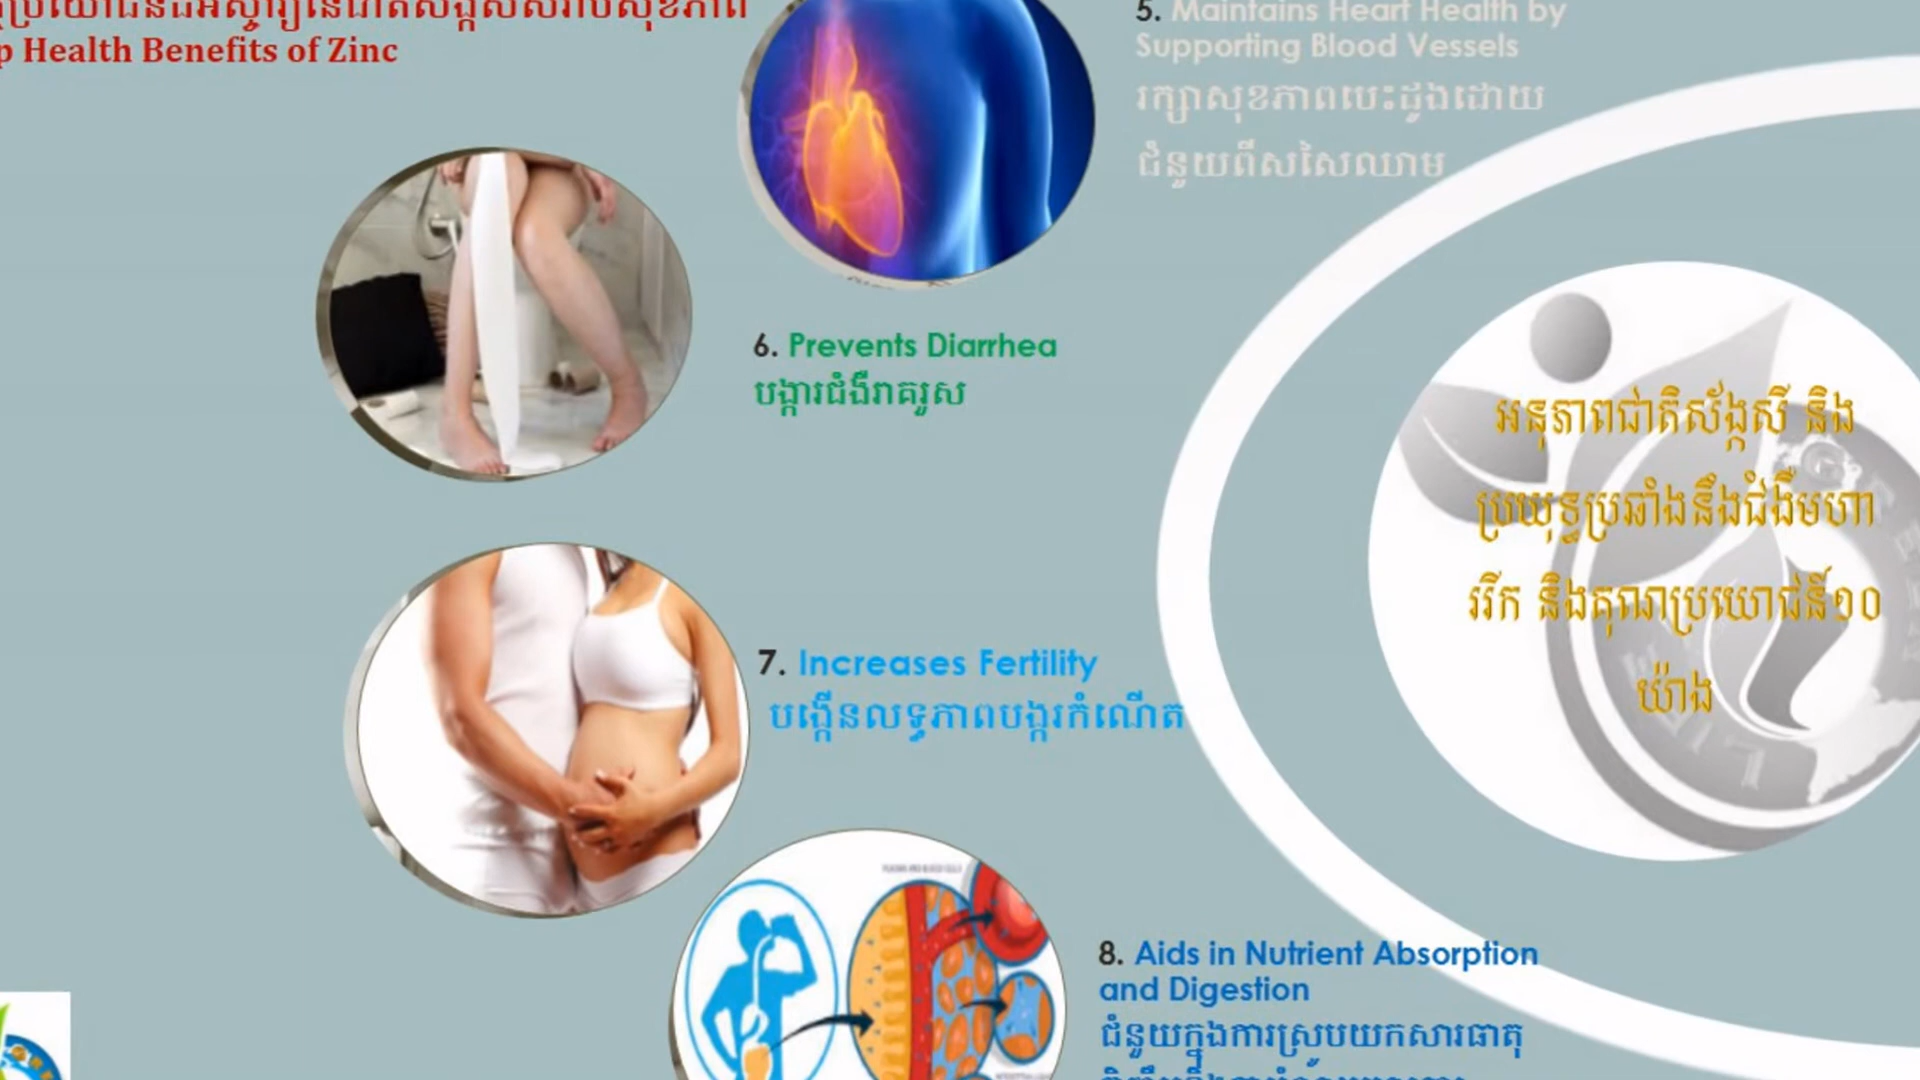 Health Benefits of Zinc
5. Maintains Heart Health by
Supporting Blood Vessels
រក្សាសុខភាពបេះដូងដោយ
ជំនួយពីសសៃឈាម
6. Prevents Diarrhea
បង្ការជំងឺរាគរូស
7. Increases Fertility
បង្កើនលទ្ធភាពបង្ករកំណើត
8. Aids in Nutrient Absorption
and Digestion
ជំនួយក្នុងការស្រូបយកសារធាតុ
អនុភាពជាតិស័ង្កសី និង
ប្រយុទ្ធប្រឆាំងនឹងជំងឺមហា
រីក និងគុណប្រយោជន៍១០
យ៉ាង